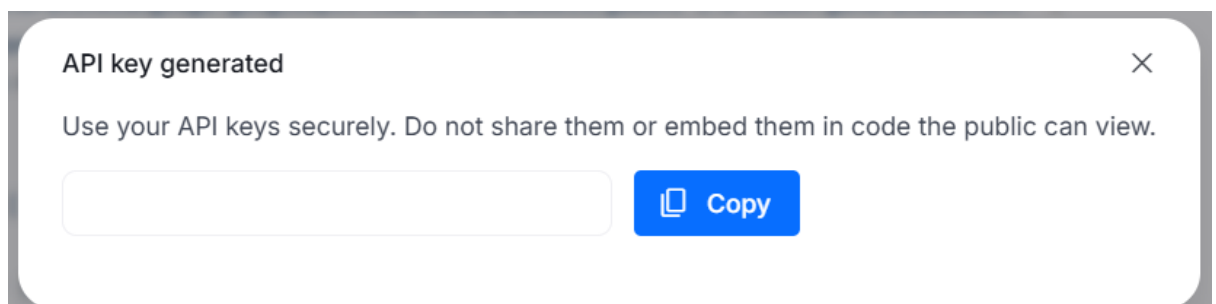 API key generated
Use your API keys securely. Do not share them or embed them in code the public can view.
Copy